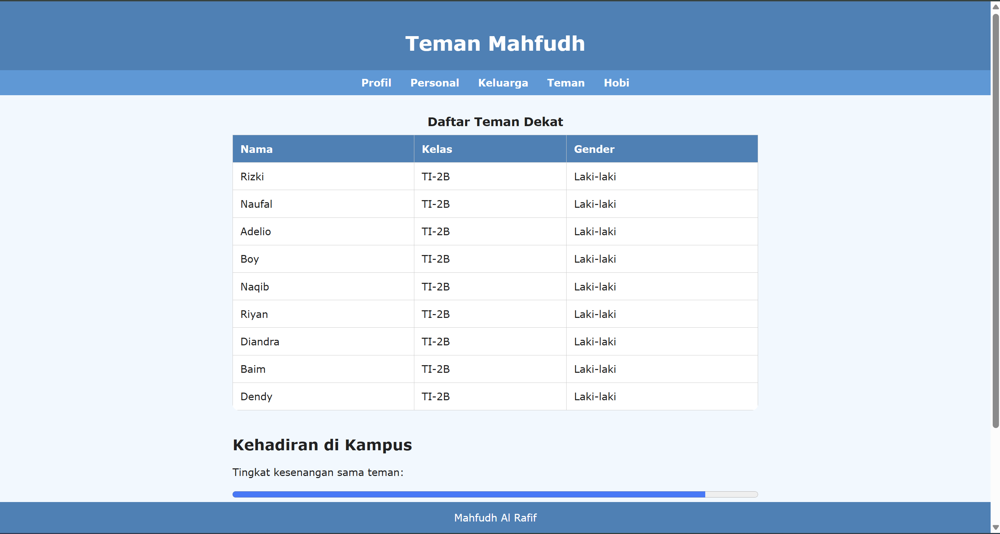 Teman Mahfudh
Profil Personal Keluarga Teman Hobi
Daftar Teman Dekat
Nama Kelas Gender
Rizki TI-2B Laki-laki
Naufal TI-2B Laki-laki
Adelio TI-2B Laki-laki
Boy TI-2B Laki-laki
Naqib TI-2B Laki-laki
Riyan TI-2B Laki-laki
Diandra TI-2B Laki-laki
Baim TI-2B Laki-laki
Dendy TI-2B Laki-laki
Kehadiran di Kampus
Tingkat kesenangan sama teman:
Mahfudh Al Rafif